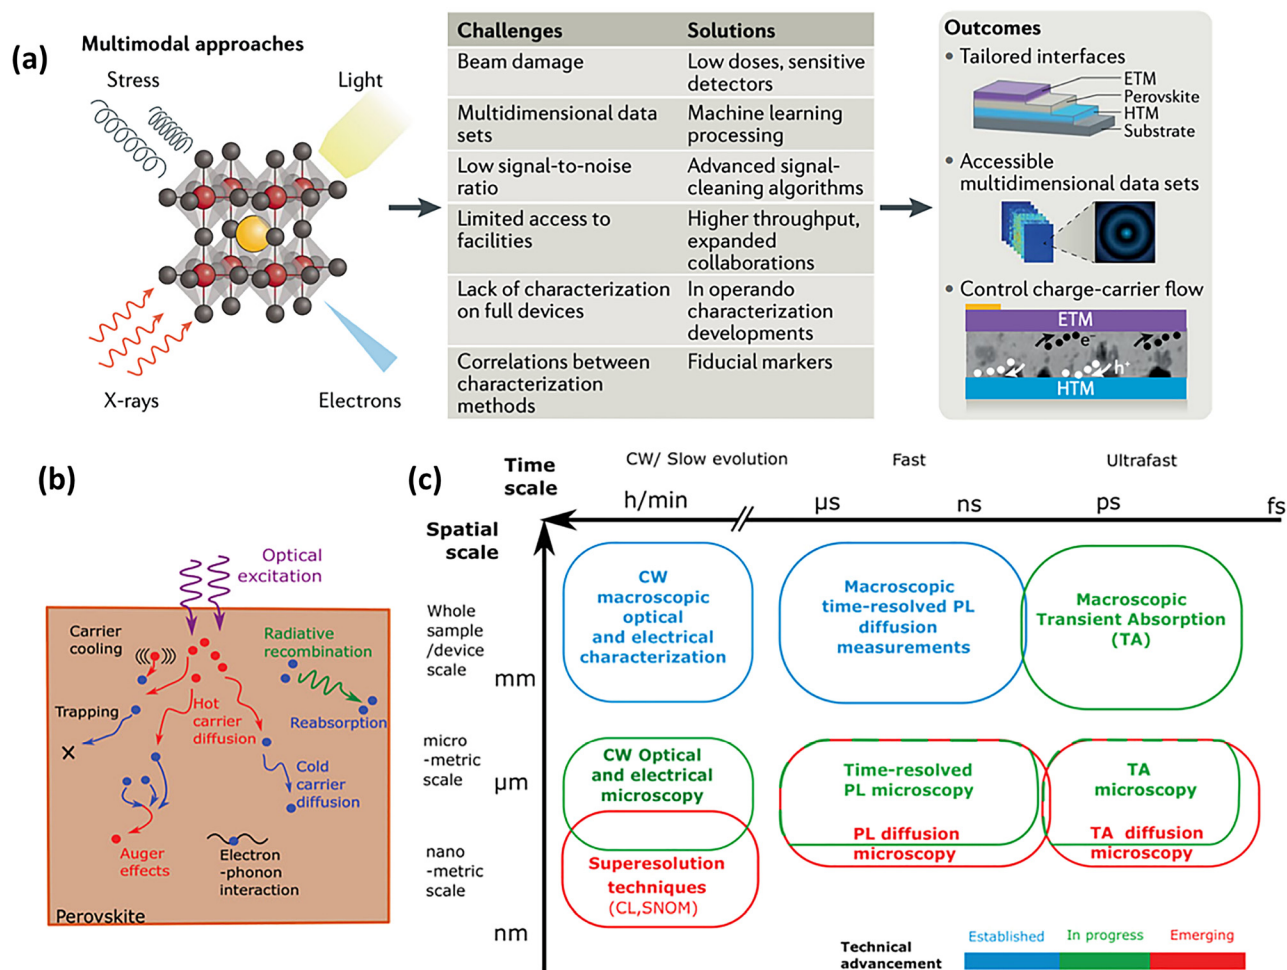 (a)
Multimodal approaches
Stress
Light
X-rays
Electrons
Challenges
Solutions
Beam damage
Low doses, sensitive
detectors
Multidimensional data
sets
Machine learning
processing
Low signal-to-noise
ratio
Advanced signal-
cleaning algorithms
Limited access to
facilities
Higher throughput,
expanded
collaborations
Lack of characterization
on full devices
In operando
characterization
developments
Correlations between
characterization
methods
Fiducial markers
Outcomes
• Tailored interfaces
ETM
Perovskite
HTM
Substrate
• Accessible
multidimensional data sets
• Control charge-carrier flow
ETM
e⁻
h⁺
HTM
(b)
Optical
excitation
Carrier
cooling
Radiative
recombination
Trapping
Hot
carrier
diffusion
Reabsorption
X
Cold
carrier
diffusion
Auger
effects
Electron
-phonon
interaction
Perovskite
(c)
Time
scale
CW/ Slow evolution
Fast
Ultrafast
h/min
µs
ns
ps
fs
Spatial
scale
Whole
sample
/device
scale
mm
micro
-metric
scale
µm
nano
-metric
scale
nm
CW
macroscopic
optical
and electrical
characterization
Macroscopic
time-resolved PL
diffusion
measurements
Macroscopic
Transient Absorption
(TA)
CW Optical
and electrical
microscopy
Time-resolved
PL microscopy
TA
microscopy
PL diffusion
microscopy
TA diffusion
microscopy
Superesolution
techniques
(CL,SNOM)
Technical
advancement
Established
In progress
Emerging